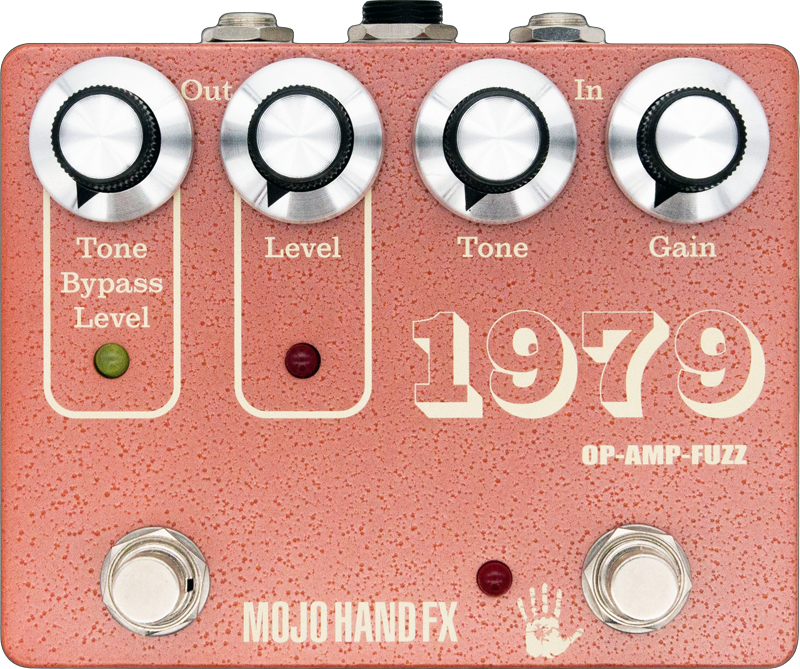 Out
In
Tone
Bypass
Level
Level
Tone
Gain
1979
OP-AMP-FUZZ
MOJO HAND FX